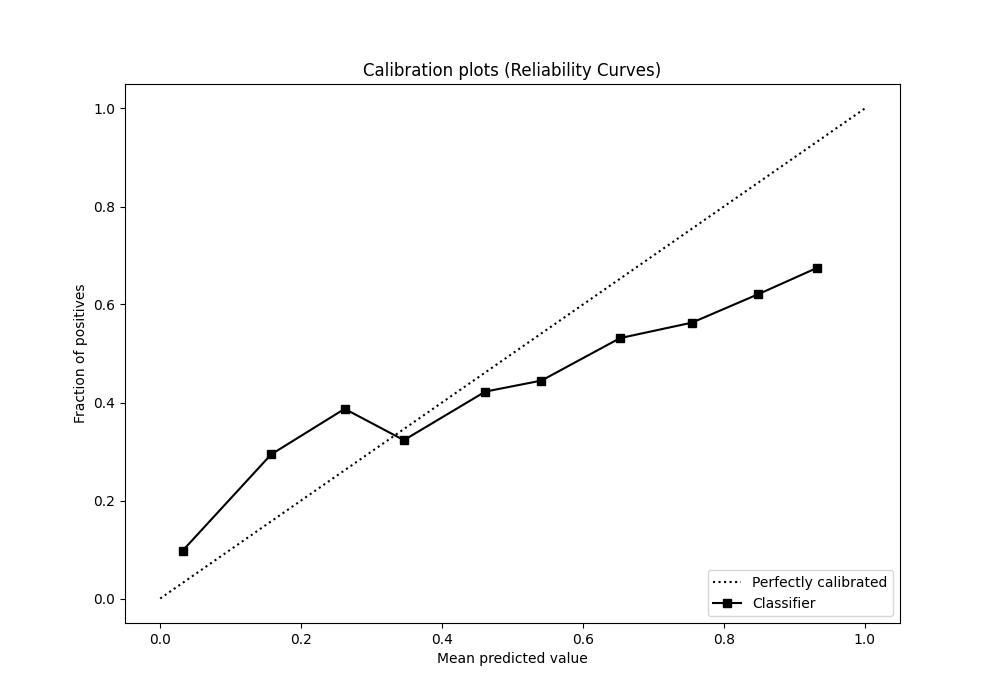 Calibration plots (Reliability Curves)
1.0
0.8
0.6
0.4
0.2
0.0
Fraction of positives
0.0 0.2 0.4 0.6 0.8 1.0
Mean predicted value
Perfectly calibrated
Classifier